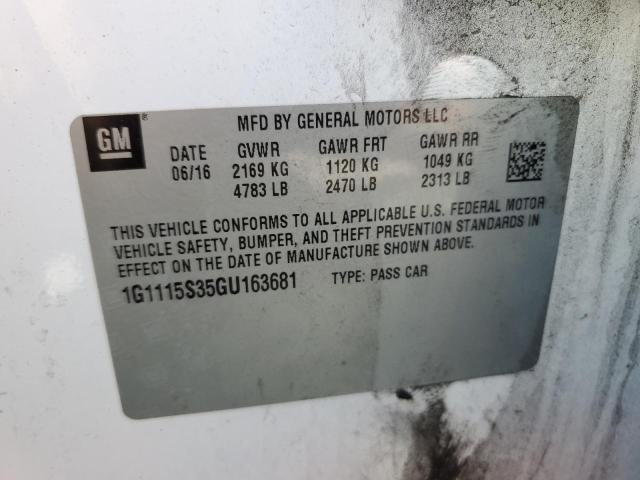 GM
®
MFD BY GENERAL MOTORS LLC
DATE GVWR GAWR FRT GAWR RR
06/16 2169 KG 1120 KG 1049 KG
4783 LB 2470 LB 2313 LB
THIS VEHICLE CONFORMS TO ALL APPLICABLE U.S. FEDERAL MOTOR
VEHICLE SAFETY, BUMPER, AND THEFT PREVENTION STANDARDS IN
EFFECT ON THE DATE OF MANUFACTURE SHOWN ABOVE.
1G1115S35GU163681 TYPE: PASS CAR